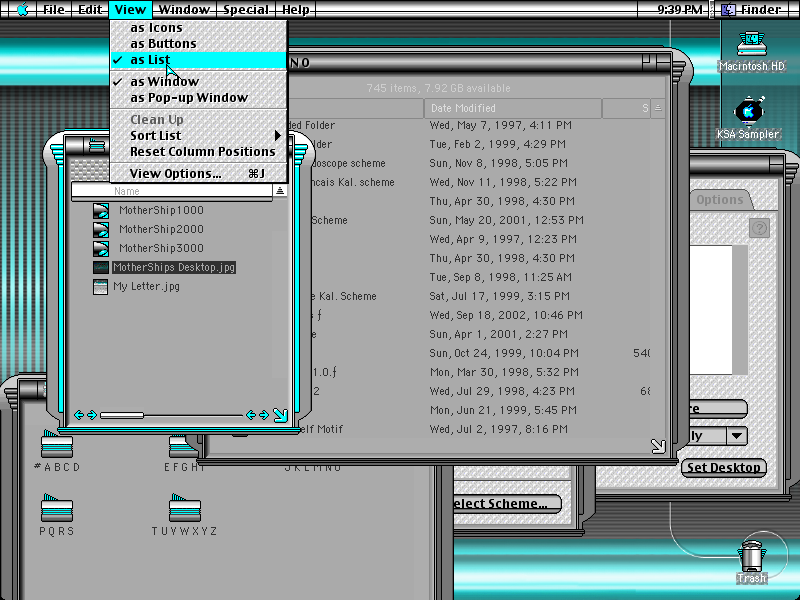 File Edit View Window Special Help 9:39 PM Finder
as Icons
as Buttons
as List
as Window
as Pop-up Window
Clean Up
Sort List
Reset Column Positions
View Options... ⌘J
Name
MotherShip1000
MotherShip2000
MotherShip3000
MotherShips Desktop.jpg
My Letter.jpg
NO
745 items, 7.92 GB available
Date Modified S
ded Folder Wed, May 7, 1997, 4:11 PM
lder Tue, Feb 2, 1999, 4:29 PM
doscope scheme Sun, Nov 8, 1998, 5:05 PM
ncais Kal. scheme Wed, Nov 11, 1998, 5:22 PM
Thu, Apr 30, 1998, 4:30 PM
Scheme Sun, May 20, 2001, 12:53 PM
Wed, Apr 9, 1997, 12:23 PM
Thu, Apr 30, 1998, 4:30 PM
Tue, Sep 8, 1998, 11:25 AM
e Kal. Scheme Sat, Jul 17, 1999, 3:15 PM
s ƒ Wed, Sep 18, 2002, 10:46 PM
e Sun, Apr 1, 2001, 2:27 PM
Sun, Oct 24, 1999, 10:04 PM 540
1.0.ƒ Mon, Mar 30, 1998, 5:32 PM
2 Wed, Jul 29, 1998, 4:23 PM 68
Mon, Jun 21, 1999, 5:45 PM
elf Motif Wed, Jul 2, 1997, 8:16 PM
Macintosh HD
KSA Sampler
Options
re
ly
Set Desktop
elect Scheme...
#ABCD EFGHI JKLMNO
PQRS TUVWXYZ
Trash